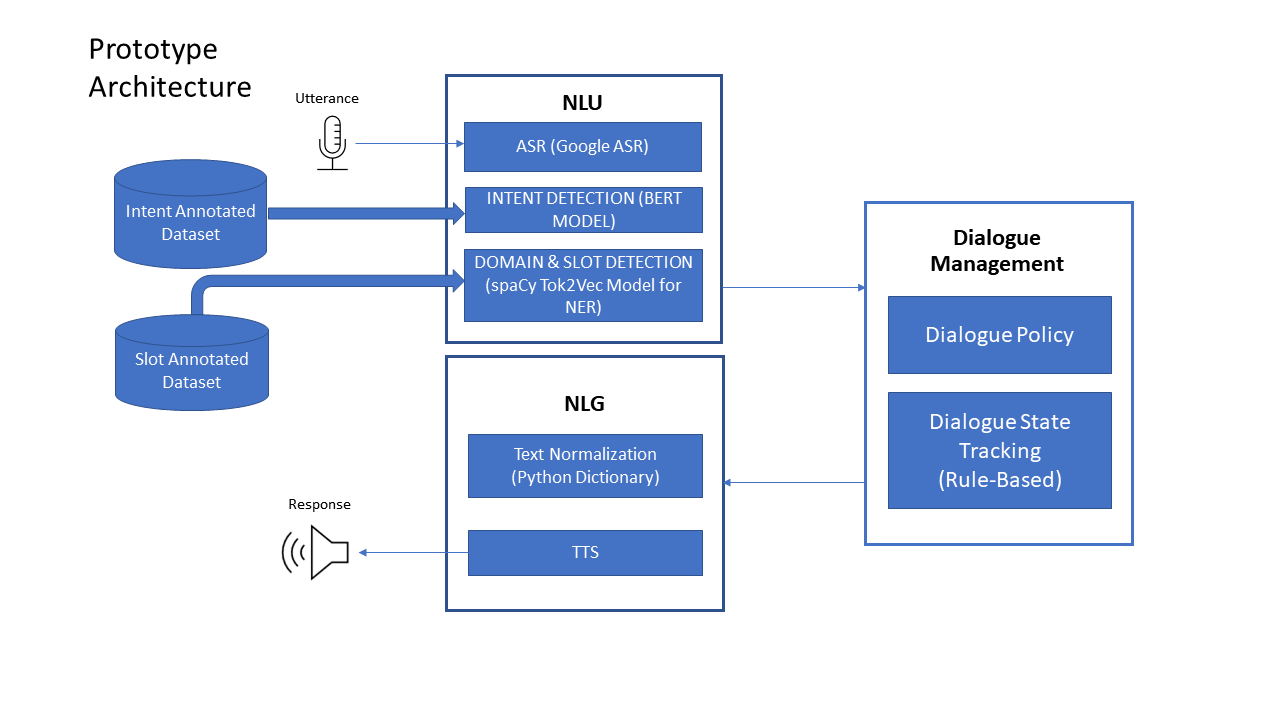 Prototype
Architecture
Utterance
NLU
ASR (Google ASR)
INTENT DETECTION (BERT
MODEL)
DOMAIN & SLOT DETECTION
(spaCy Tok2Vec Model for
NER)
Intent Annotated
Dataset
Slot Annotated
Dataset
Dialogue
Management
Dialogue Policy
Dialogue State
Tracking
(Rule-Based)
NLG
Text Normalization
(Python Dictionary)
TTS
Response